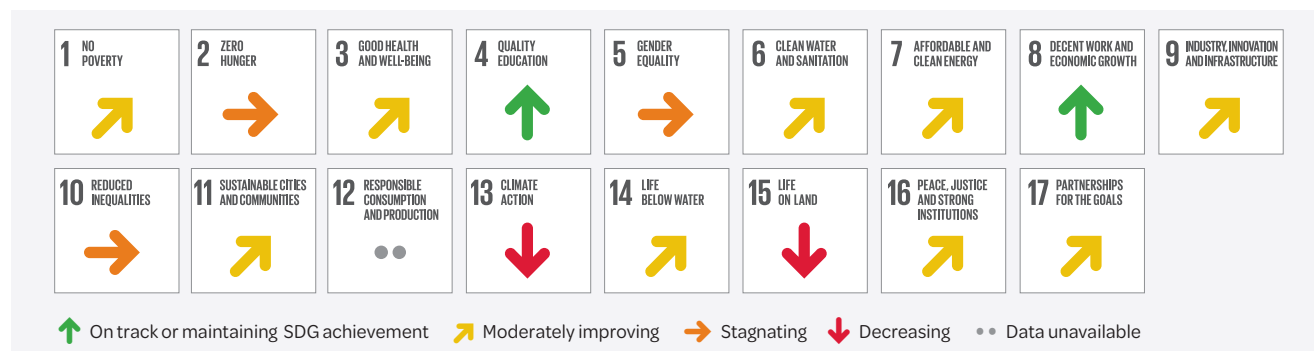 1 NO
POVERTY
2 ZERO
HUNGER
3 GOOD HEALTH
AND WELL-BEING
4 QUALITY
EDUCATION
5 GENDER
EQUALITY
6 CLEAN WATER
AND SANITATION
7 AFFORDABLE AND
CLEAN ENERGY
8 DECENT WORK AND
ECONOMIC GROWTH
9 INDUSTRY, INNOVATION
AND INFRASTRUCTURE
10 REDUCED
INEQUALITIES
11 SUSTAINABLE CITIES
AND COMMUNITIES
12 RESPONSIBLE
CONSUMPTION
AND PRODUCTION
13 CLIMATE
ACTION
14 LIFE
BELOW WATER
15 LIFE
ON LAND
16 PEACE, JUSTICE
AND STRONG
INSTITUTIONS
17 PARTNERSHIPS
FOR THE GOALS
On track or maintaining SDG achievement Moderately improving Stagnating Decreasing Data unavailable